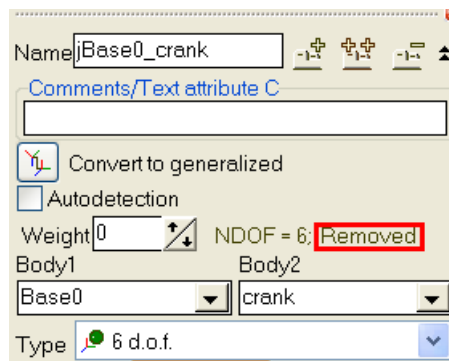 Name jBase0_crank
Comments/Text attribute C
Convert to generalized
Autodetection
Weight 0 NDOF = 6; Removed
Body1 Body2
Base0 crank
Type 6 d.o.f.